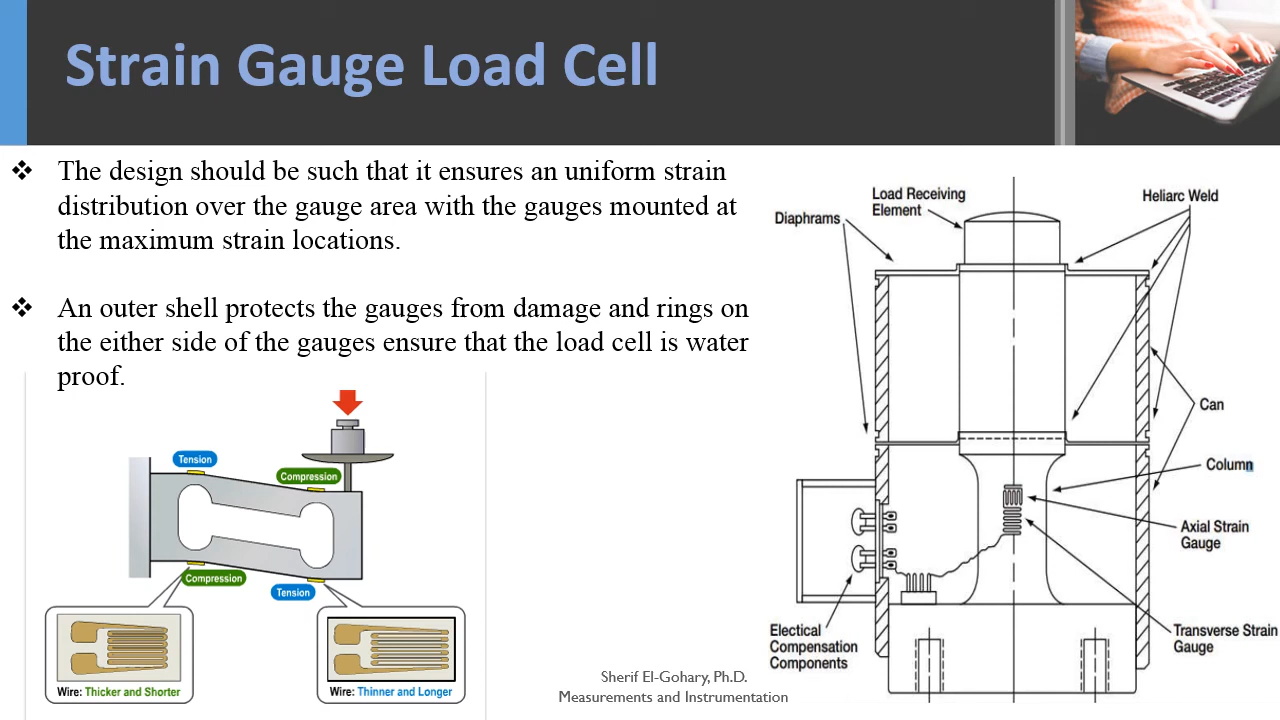 Strain Gauge Load Cell
❖ The design should be such that it ensures an uniform strain
distribution over the gauge area with the gauges mounted at
the maximum strain locations.
❖ An outer shell protects the gauges from damage and rings on
the either side of the gauges ensure that the load cell is water
proof.
Tension
Compression
Compression
Tension
Wire: Thicker and Shorter
Wire: Thinner and Longer
Load Receiving
Element
Heliarc Weld
Diaphrams
Can
Column
Axial Strain
Gauge
Electical
Compensation
Components
Transverse Strain
Gauge
Sherif El-Gohary, Ph.D.
Measurements and Instrumentation